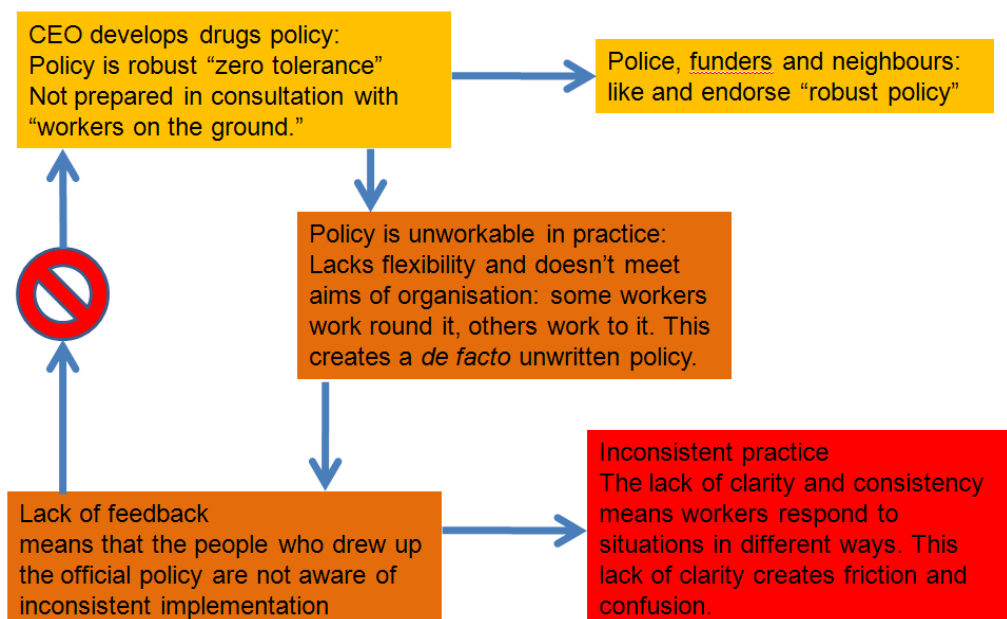 CEO develops drugs policy:
Policy is robust “zero tolerance”
Not prepared in consultation with
“workers on the ground.”
Police, funders and neighbours:
like and endorse “robust policy”
Policy is unworkable in practice:
Lacks flexibility and doesn’t meet
aims of organisation: some workers
work round it, others work to it. This
creates a de facto unwritten policy.
Lack of feedback
means that the people who drew up
the official policy are not aware of
inconsistent implementation
Inconsistent practice
The lack of clarity and consistency
means workers respond to
situations in different ways. This
lack of clarity creates friction and
confusion.